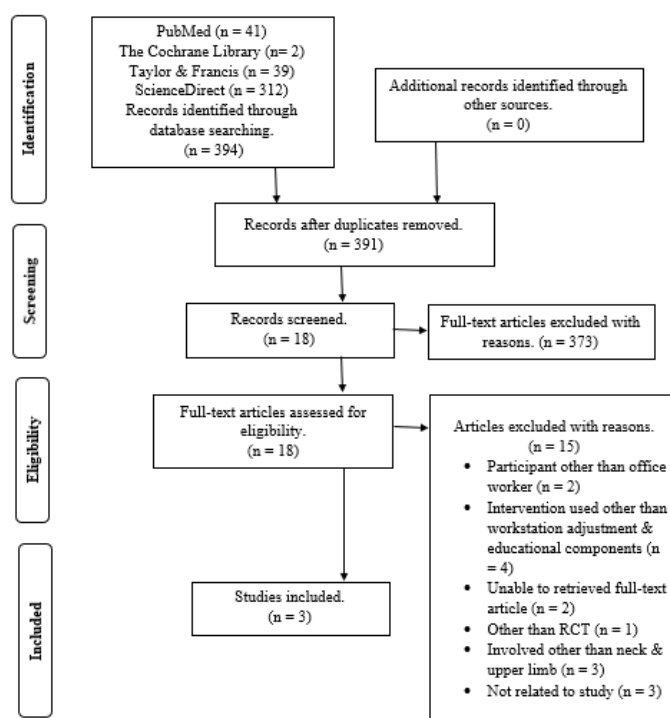 Identification
PubMed (n = 41)
The Cochrane Library (n= 2)
Taylor & Francis (n = 39)
ScienceDirect (n = 312)
Records identified through
database searching.
(n = 394)
Additional records identified through
other sources.
(n = 0)
Records after duplicates removed.
(n = 391)
Screening
Records screened.
(n = 18)
Full-text articles excluded with
reasons. (n = 373)
Eligibility
Full-text articles assessed for
eligibility.
(n = 18)
Articles excluded with reasons.
(n = 15)
• Participant other than office
worker (n = 2)
• Intervention used other than
workstation adjustment &
educational components (n
= 4)
• Unable to retrieved full-text
article (n = 2)
• Other than RCT (n = 1)
• Involved other than neck &
upper limb (n = 3)
• Not related to study (n = 3)
Included
Studies included.
(n = 3)